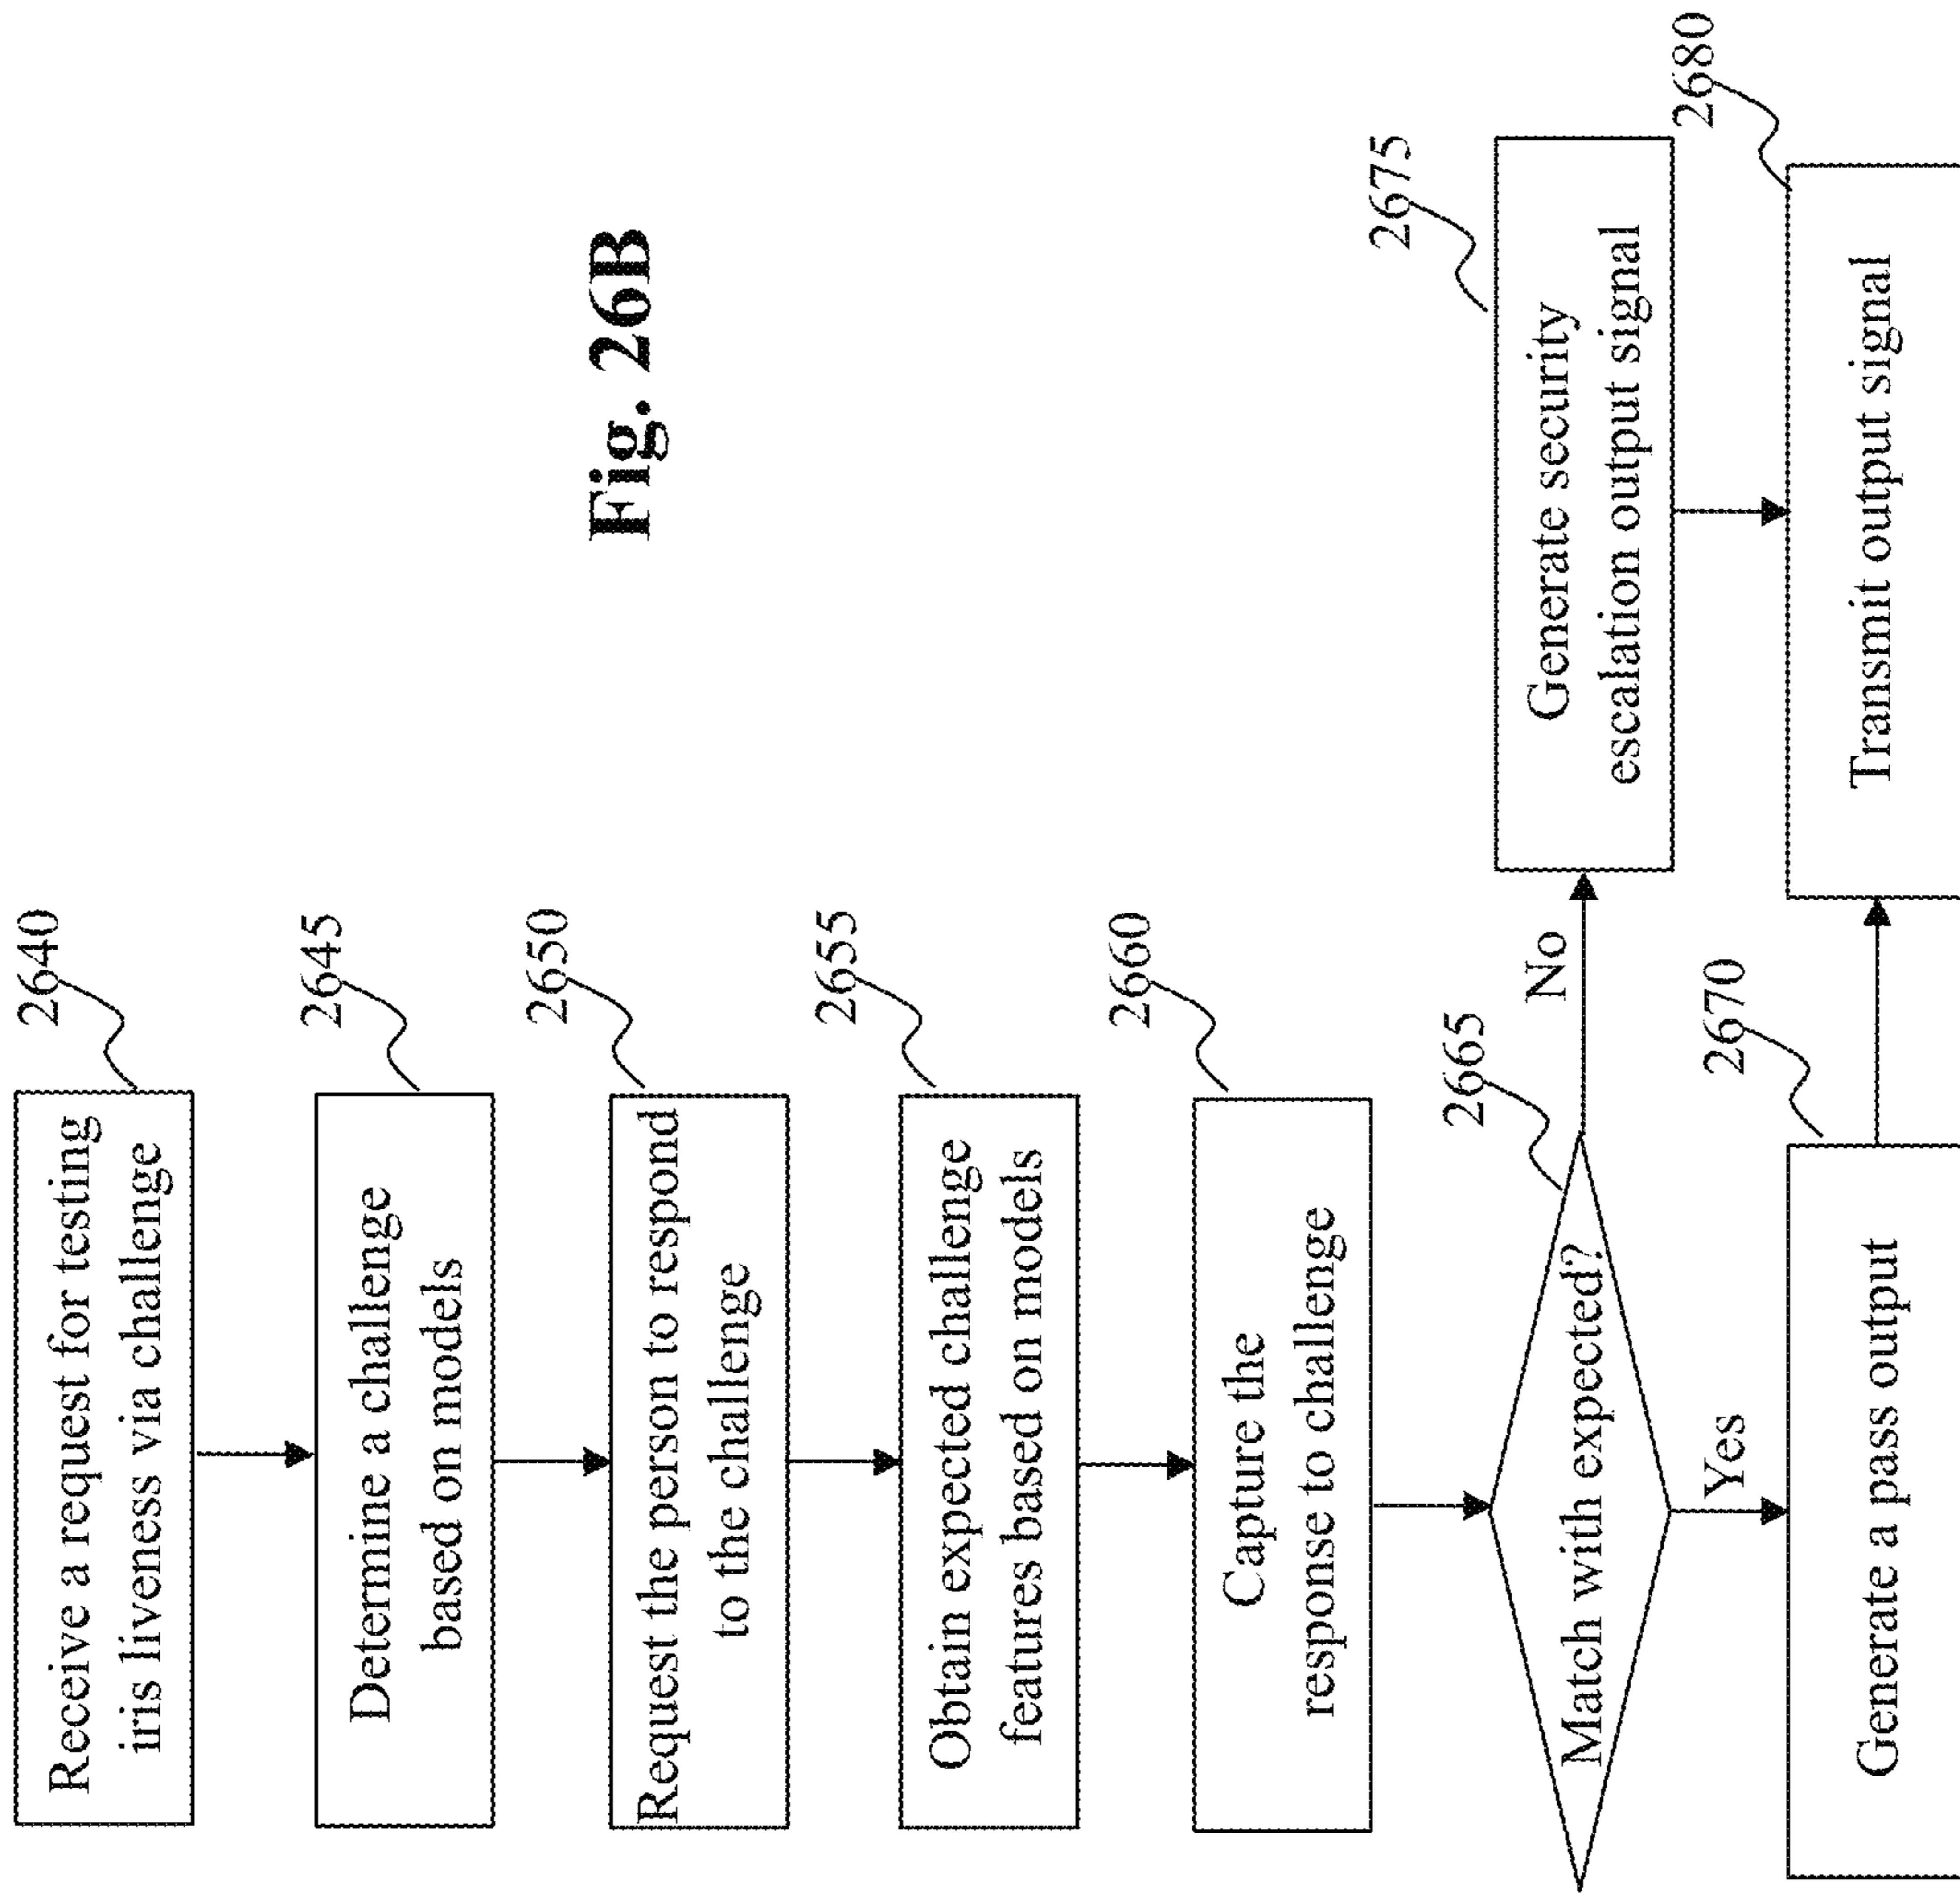 2640
Receive a request for testing
iris liveness via challenge
2645
Determine a challenge
based on models
2650
Request the person to respond
to the challenge
2655
Obtain expected challenge
features based on models
2660
Capture the
response to challenge
2665
Match with expected?
No
Yes
2675
Generate security
escalation output signal
2670
Generate a pass output
2680
Transmit output signal
Fig. 26B